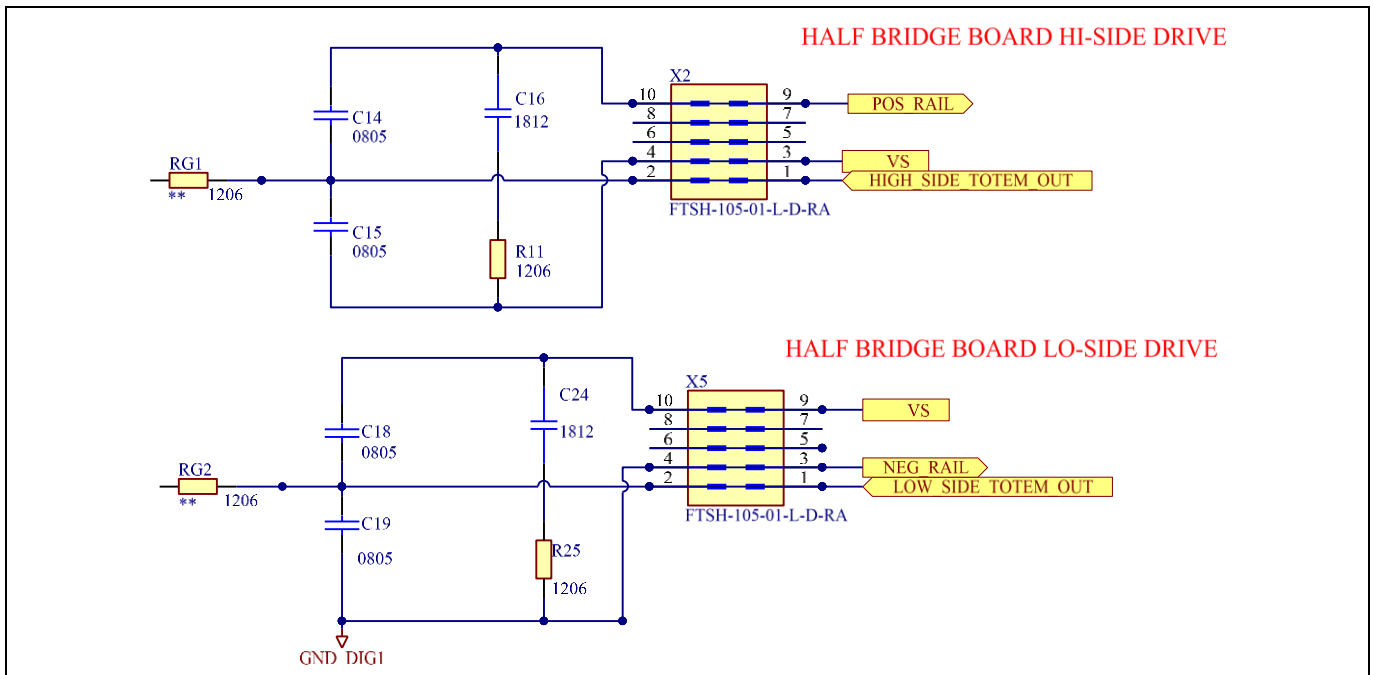 HALF BRIDGE BOARD HI-SIDE DRIVE
X2
C16
1812
10 9
POS_RAIL
8 7
C14
0805
6 5
4 3
VS
RG1
** 1206
2 1
HIGH_SIDE_TOTEM_OUT
FTSH-105-01-L-D-RA
C15
0805
R11
1206
HALF BRIDGE BOARD LO-SIDE DRIVE
X5
C24
1812
10 9
VS
8 7
C18
0805
6 5
4 3
NEG_RAIL
RG2
** 1206
2 1
LOW_SIDE_TOTEM_OUT
FTSH-105-01-L-D-RA
C19
0805
R25
1206
GND_DIG1